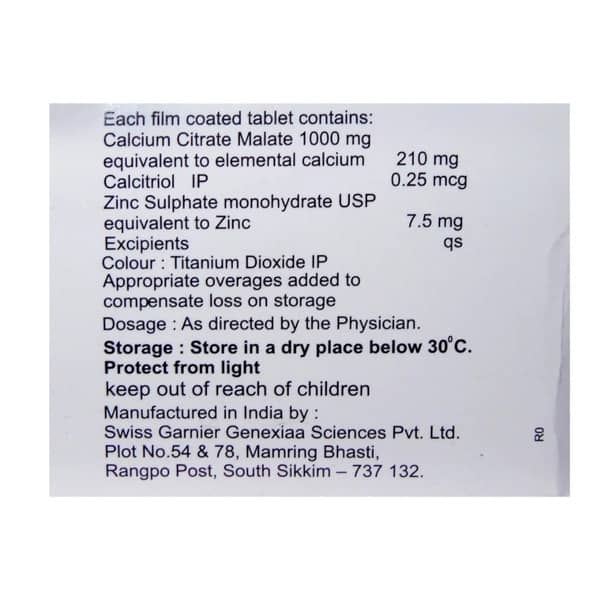 Each film coated tablet contains:
Calcium Citrate Malate 1000 mg
equivalent to elemental calcium 210 mg
Calcitriol IP 0.25 mcg
Zinc Sulphate monohydrate USP
equivalent to Zinc 7.5 mg
Excipients qs
Colour : Titanium Dioxide IP
Appropriate overages added to
compensate loss on storage
Dosage : As directed by the Physician.
Storage : Store in a dry place below 30⁰C.
Protect from light
keep out of reach of children
Manufactured in India by :
Swiss Garnier Genexiaa Sciences Pvt. Ltd.
Plot No.54 & 78, Mamring Bhasti,
Rangpo Post, South Sikkim – 737 132.
R0